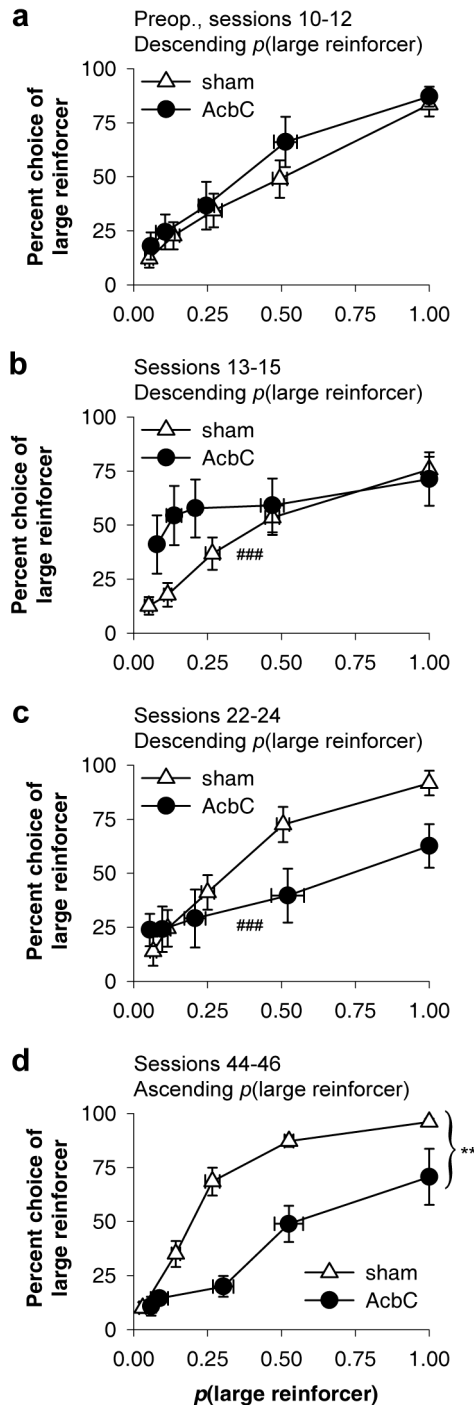 a
Preop., sessions 10-12
Descending p(large reinforcer)
Percent choice of
large reinforcer
100
75
50
25
0
sham
AcbC
0.00 0.25 0.50 0.75 1.00
b
Sessions 13-15
Descending p(large reinforcer)
Percent choice of
large reinforcer
100
75
50
25
0
sham
AcbC
###
0.00 0.25 0.50 0.75 1.00
c
Sessions 22-24
Descending p(large reinforcer)
Percent choice of
large reinforcer
100
75
50
25
0
sham
AcbC
###
0.00 0.25 0.50 0.75 1.00
d
Sessions 44-46
Ascending p(large reinforcer)
Percent choice of
large reinforcer
100
75
50
25
0
**
sham
AcbC
0.00 0.25 0.50 0.75 1.00
p(large reinforcer)